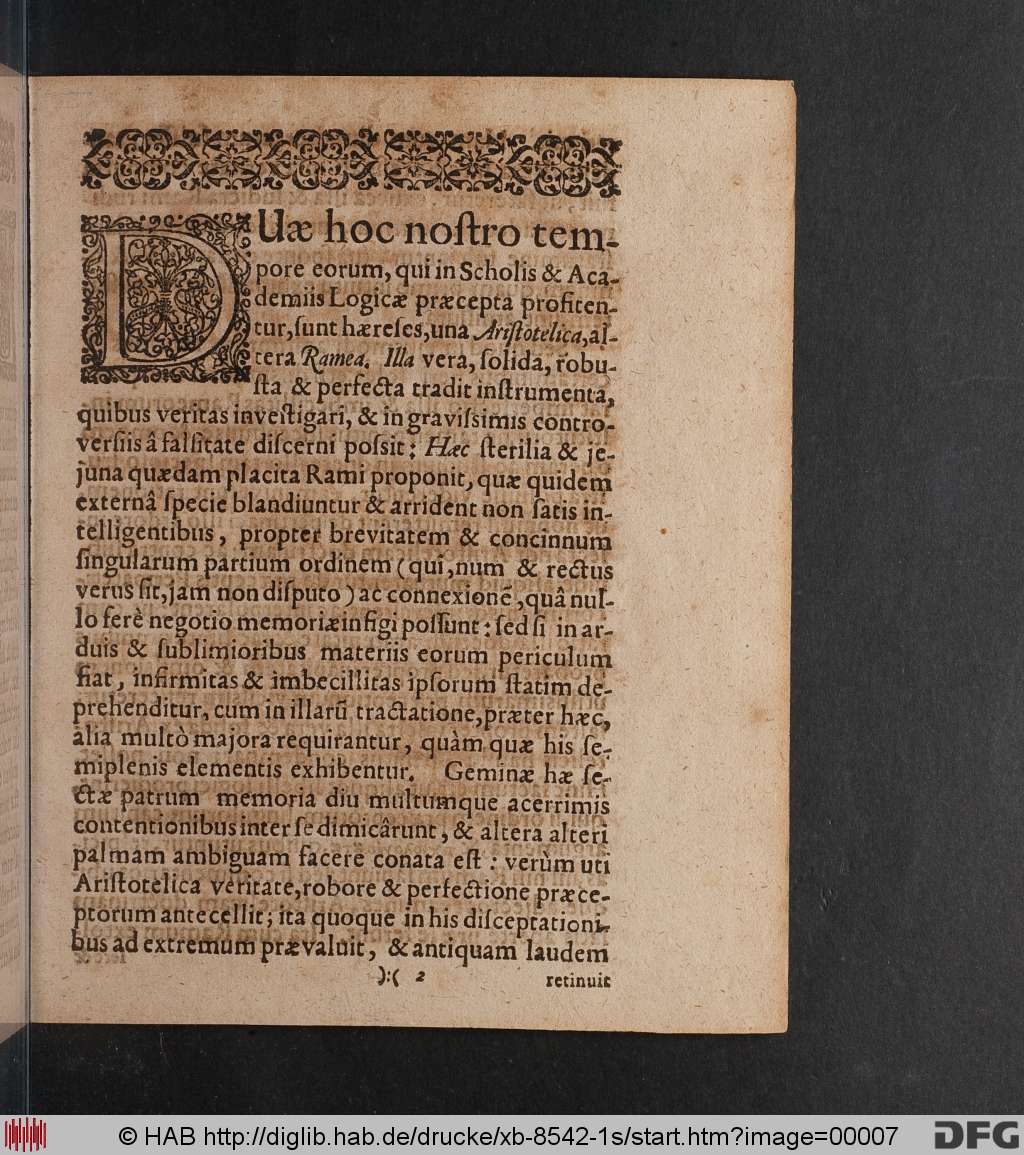 DUæ hoc noſtro tem-
pore eorum, qui in Scholis & Aca-
demiis Logicæ præcepta profiten-
tur, ſunt hæreſes, una Ariſtotelica, al-
tera Ramea. Illa vera, ſolida, robu-
ſta & perfecta tradit inſtrumenta,
quibus veritas inveſtigari, & in graviſsimis contro-
verſiis â falſitate diſcerni poſsit: Hæc ſterilia & je-
juna quædam placita Rami proponit, quæ quidem
externâ ſpecie blandiuntur & arrident non ſatis in-
telligentibus, propter brevitatem & concinnum
ſingularum partium ordinem (qui, num & rectus
verus ſit, jam non diſputo) ac connexionē, quâ nul-
lo ferè negotio memoriæ infigi poſſunt: ſed ſi in ar-
duis & ſublimioribus materiis eorum periculum
fiat, infirmitas & imbecillitas ipſorum ſtatim de-
prehenditur, cum in illarū tractatione, præter hæc,
alia multò majora requirantur, quàm quæ his ſe-
miplenis elementis exhibentur. Geminæ hæ ſe-
ctæ patrum memoria diu multumque acerrimis
contentionibus inter ſe dimicârunt, & altera alteri
palmam ambiguam facere conata eſt: verùm uti
Ariſtotelica veritate, robore & perfectione præce-
ptorum antecellit; ita quoque in his diſceptationi-
bus ad extremum prævaluit, & antiquam laudem
):( 2 retinuit
© HAB http://diglib.hab.de/drucke/xb-8542-1s/start.htm?image=00007
DFG